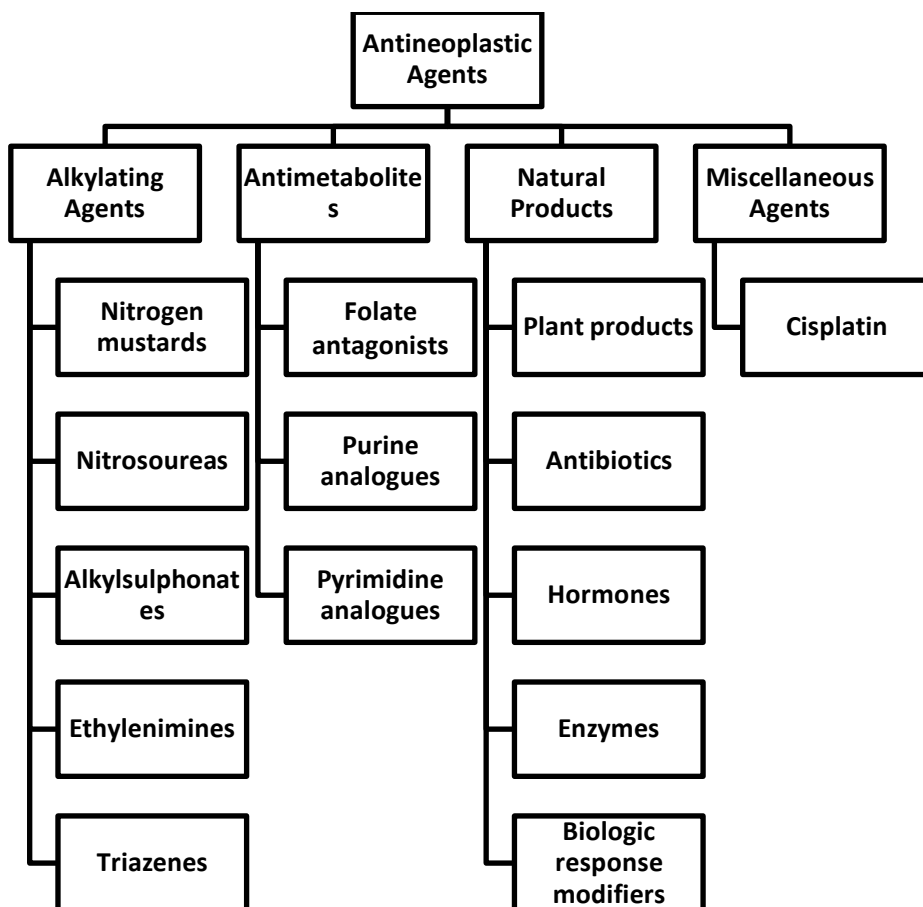 Antineoplastic
Agents
Alkylating
Agents
Antimetabolite
s
Natural
Products
Miscellaneous
Agents
Nitrogen
mustards
Folate
antagonists
Plant products
Cisplatin
Nitrosoureas
Purine
analogues
Antibiotics
Alkylsulphonat
es
Pyrimidine
analogues
Hormones
Ethylenimines
Enzymes
Triazenes
Biologic
response
modifiers